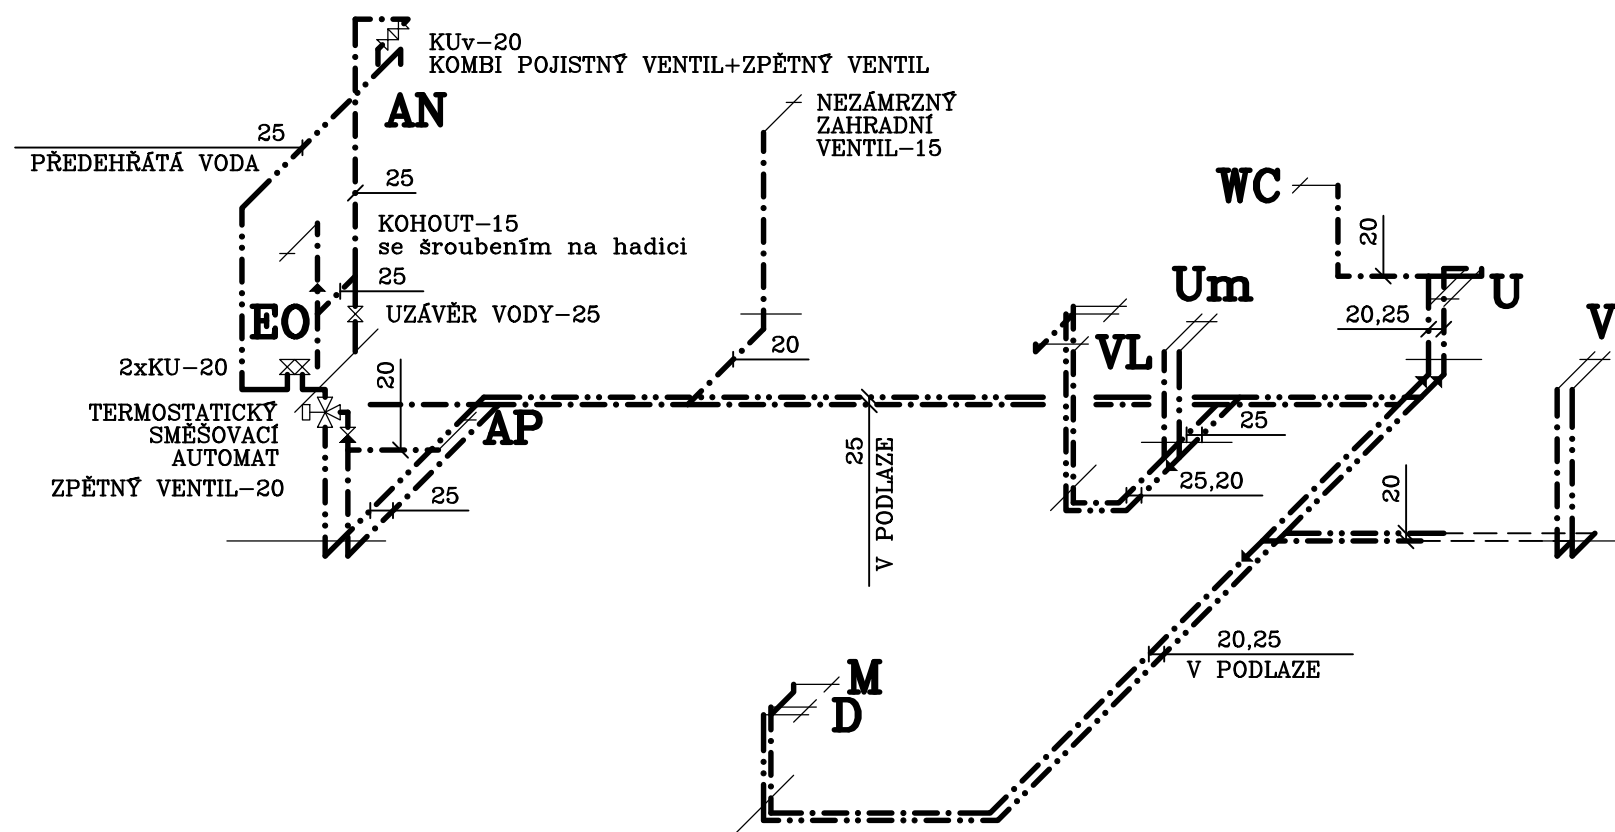 KUv-20
KOMBI POJISTNÝ VENTIL+ZPĚTNÝ VENTIL
AN
NEZÁMRZNÝ
ZAHRADNÍ
VENTIL-15
25
PŘEDEHŘÁTÁ VODA
25
WC
KOHOUT-15
se šroubením na hadici
20
25
Um
U
EO
UZÁVĚR VODY-25
20,25
V
20
VL
2xKU-20
20
TERMOSTATICKÝ
SMĚŠOVACÍ
AUTOMAT
AP
25
25
V PODLAZE
ZPĚTNÝ VENTIL-20
25
25,20
20
20,25
V PODLAZE
M
D